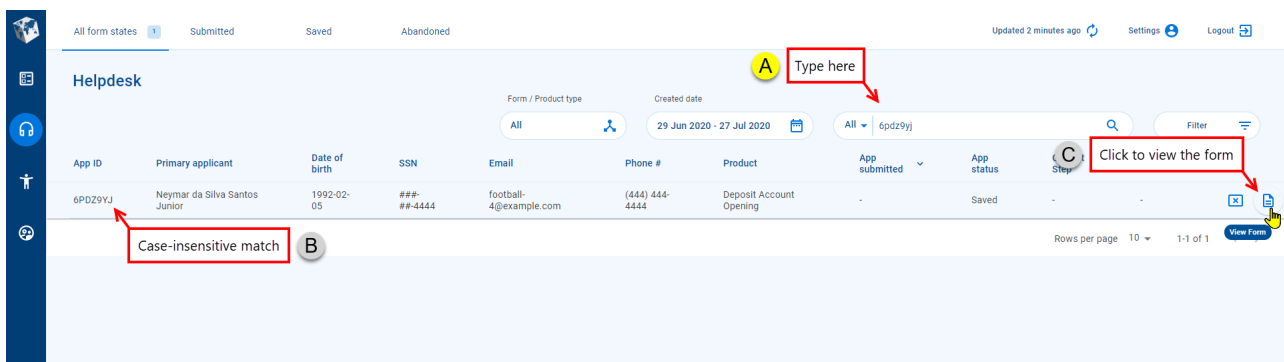 All form states 1 Submitted Saved Abandoned Updated 2 minutes ago Settings Logout
Helpdesk
A Type here
Form / Product type Created date
All 29 Jun 2020 - 27 Jul 2020 All 6pdz9yj Filter
C Click to view the form
App ID Primary applicant Date of birth SSN Email Phone # Product App submitted App status Step
6PDZ9YJ Neymar da Silva Santos Junior 1992-02-05 ###-##-4444 football-4@example.com (444) 444-4444 Deposit Account Opening - Saved - -
Case-insensitive match B
Rows per page 10 1-1 of 1 View Form